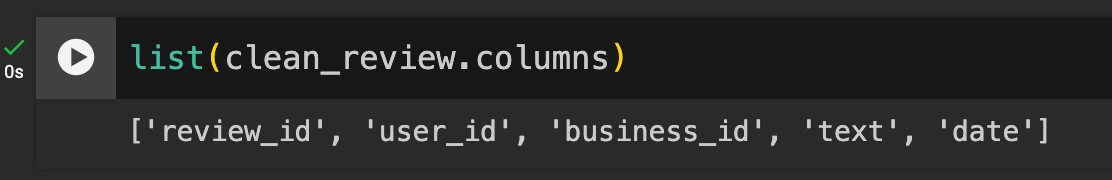 list(clean_review.columns)
0s
['review_id', 'user_id', 'business_id', 'text', 'date']